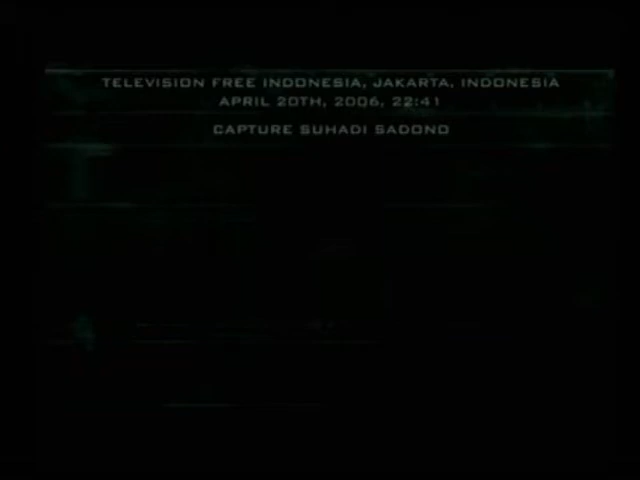 TELEVISION FREE INDONESIA, JAKARTA, INDONESIA
APRIL 20TH, 2006, 22:41
CAPTURE SUHADI SADONO